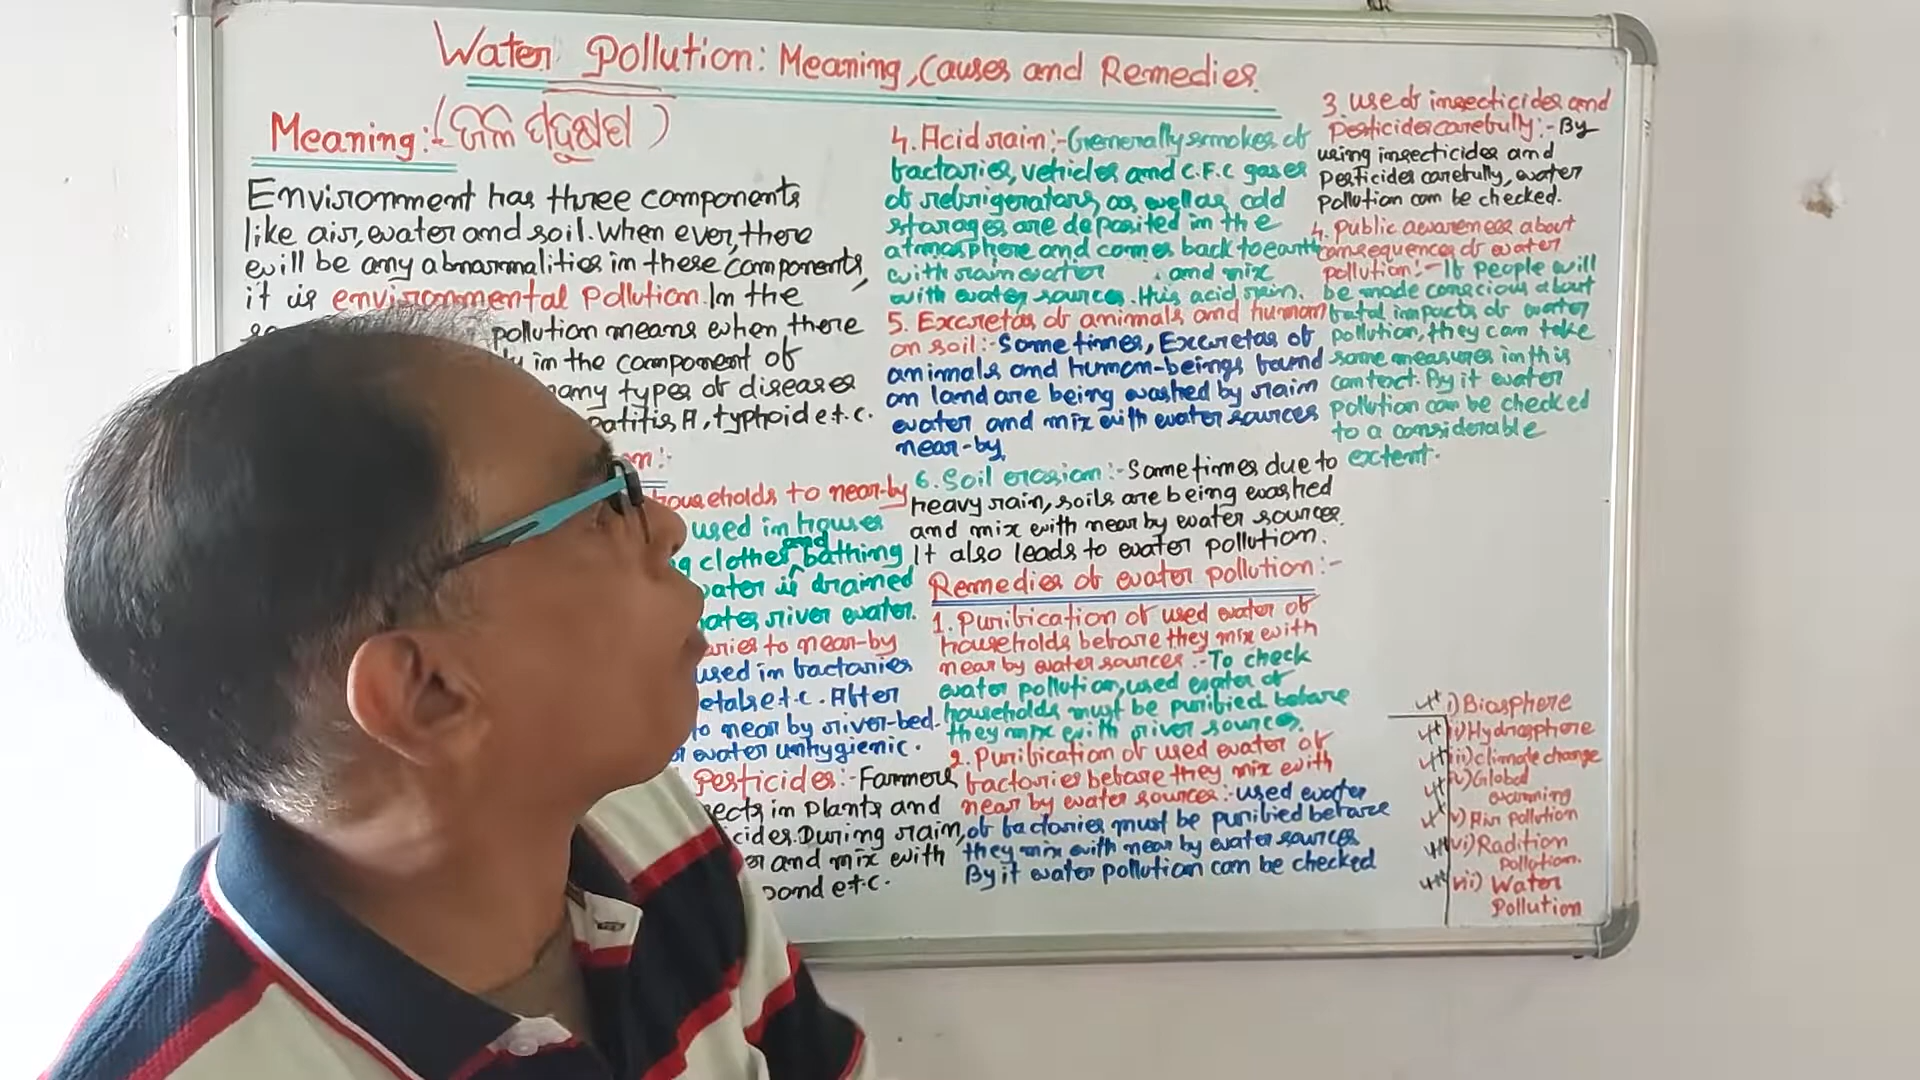 Water Pollution: Meaning, Causes and Remedies.
Meaning:-(
Environment has three components
like air, water and soil. When ever, there
will be any abnarmalities in these components,
it is environmental Pollution. In the
pollution means when there
in the component of
many types of diseases
patitis A, typhoid e.t.c.
households to near-by
used in houses
clothes and bathing
water is drained
river water.
aries to near-by
used in factories
etals e.t.c. After
to near by river-bed.
water unhygienic.
Pesticides:- Farmers
ects in plants and
cides. During rain,
and mix with
pond e.t.c.
4. Acid rain:- Generally smokes of
factories, vehicles and C.F.C gases
of refrigerators as well as cold
storages are deposited in the
atmosphere and comes back to earth
with rain water and mix
with water sources. It is acid rain.
5. Excretas of animals and human
on soil:- Some times, Excretas of
animals and human-beings found
on land are being washed by rain
water and mix with water sources
near-by.
6. Soil erosion:- Some times due to
heavy rain, soils are being washed
and mix with near by water sources.
It also leads to water pollution.
Remedies of water pollution:-
1. Purification of used water of
households before they mix with
near by water sources:- To check
water pollution, used water of
households must be purified before
they mix with river sources.
2. Purification of used water of
factories before they mix with
near by water sources:- used water
of factories must be purified before
they mix with near by water sources.
By it water pollution can be checked
3. use of insecticides and
Pesticides carefully:- By
using insecticides and
Pesticides carefully, water
pollution can be checked.
4. Public awareness about
consequences of water
pollution:- If people will
be made conscious about
fatal impacts of water
pollution, they can take
some measures in this
contact. By it water
pollution can be checked
to a considerable
extent.
i) Biosphere
ii) Hydrosphere
iii) climate change
iv) Global
warming
v) Air pollution
vi) Radition
Pollution.
vii) Water
Pollution